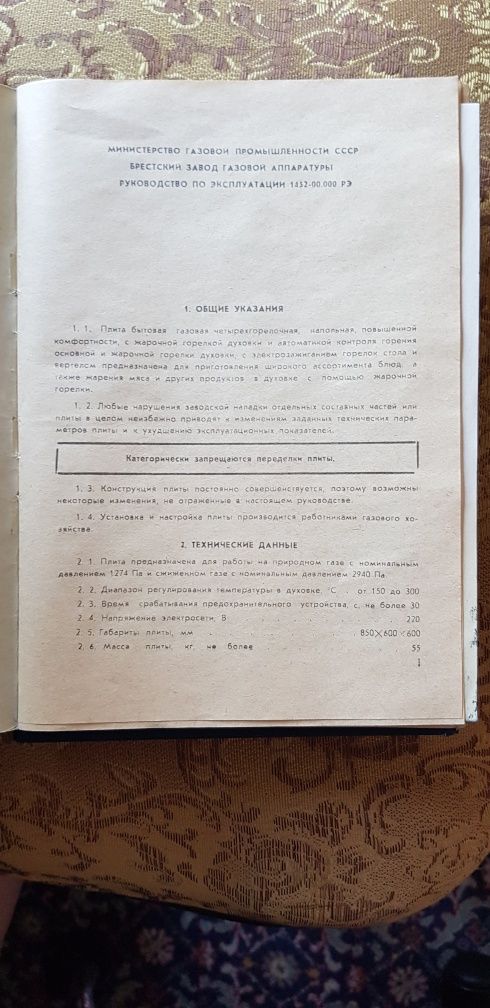 МИНИСТЕРСТВО ГАЗОВОЙ ПРОМЫШЛЕННОСТИ СССР
БРЕСТСКИЙ ЗАВОД ГАЗОВОЙ АППАРАТУРЫ
РУКОВОДСТВО ПО ЭКСПЛУАТАЦИИ 1452-00.000 РЭ
1. ОБЩИЕ УКАЗАНИЯ
1. 1. Плита бытовая газовая четырехгорелочная, напольная, повышенной
комфортности, с жарочной горелкой духовки и автоматикой контроля горения
основной и жарочной горелки духовки, с электрозажиганием горелок стола и
вертелом предназначена для приготовления широкого ассортимента блюд, а
также жарения мяса и других продуктов в духовке с помощью жарочной
горелки.
1. 2. Любые нарушения заводской наладки отдельных составных частей или
плиты в целом неизбежно приводят к изменениям заданных технических пара-
метров плиты и к ухудшению эксплуатационных показателей.
Категорически запрещаются переделки плиты.
1. 3. Конструкция плиты постоянно совершенствуется, поэтому возможны
некоторые изменения, не отраженные в настоящем руководстве.
1. 4. Установка и настройка плиты производится работниками газового хо-
зяйства.
2. ТЕХНИЧЕСКИЕ ДАННЫЕ
2. 1. Плита предназначена для работы на природном газе с номинальным
давлением 1274 Па и сжиженном газе с номинальным давлением 2940 Па.
2. 2. Диапазон регулирования температуры в духовке, °С . от 150 до 300
2. 3. Время срабатывания предохранительного устройства, с, не более 30
2. 4. Напряжение электросети, В 220
2. 5. Габариты плиты, мм . 850×600×600
2. 6. Масса плиты, кг, не более . . . . . 55
1